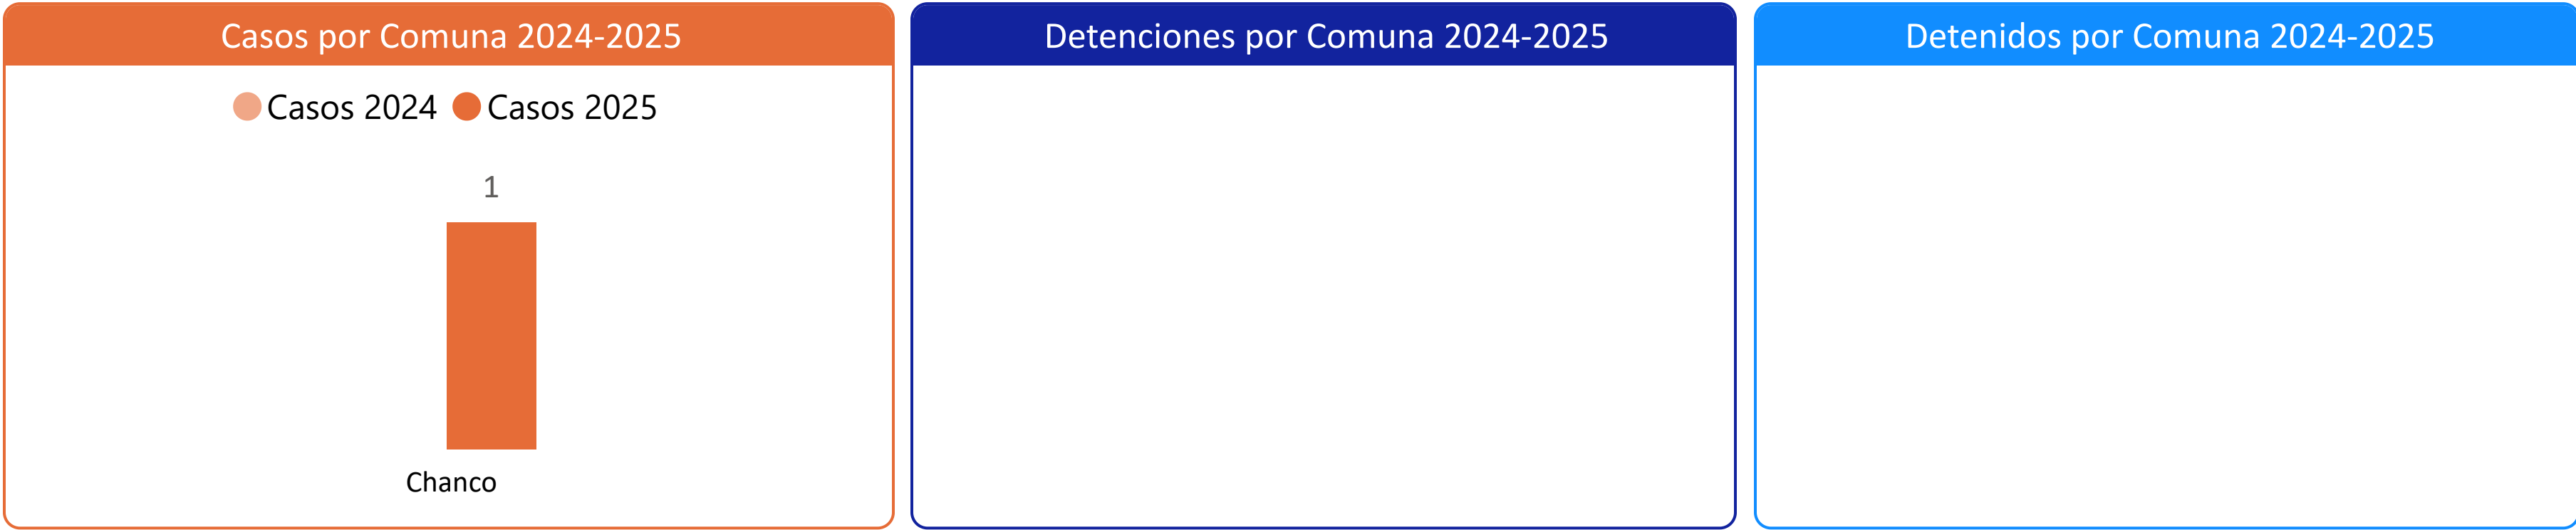 Casos por Comuna 2024-2025
Casos 2024 Casos 2025
1
Chanco
Detenciones por Comuna 2024-2025
Detenidos por Comuna 2024-2025